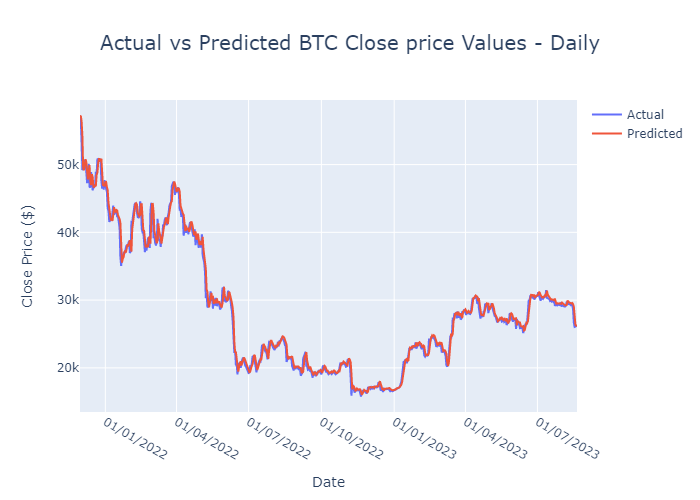 Actual vs Predicted BTC Close price Values - Daily
Actual
Predicted
50k
40k
30k
20k
Close Price ($)
01/01/2022
01/04/2022
01/07/2022
01/10/2022
01/01/2023
01/04/2023
01/07/2023
Date